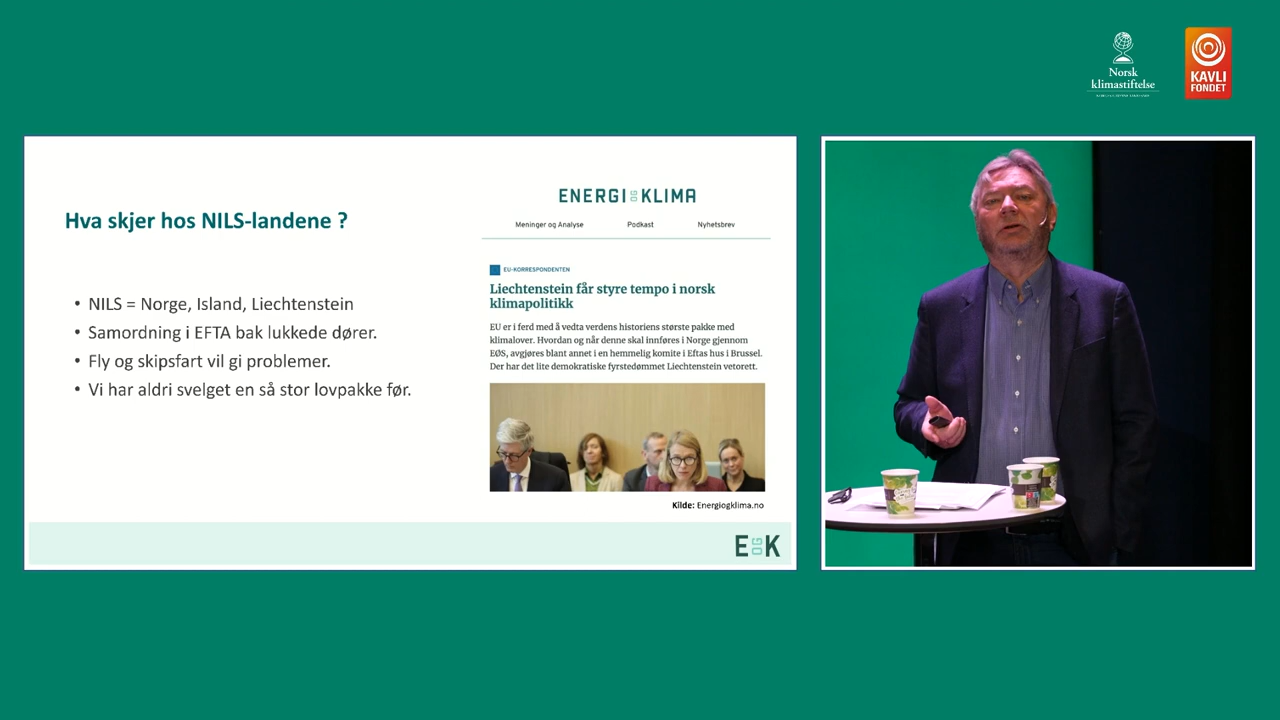 Norsk
klimastiftelse
KAVLI
FONDET
Hva skjer hos NILS-landene ?
• NILS = Norge, Island, Liechtenstein
• Samordning i EFTA bak lukkede dører.
• Fly og skipsfart vil gi problemer.
• Vi har aldri svelget en så stor lovpakke før.
ENERGI OG KLIMA
Meninger og Analyse Podkast Nyhetsbrev
EU-KORRESPONDENTEN
Liechtenstein får styre tempo i norsk
klimapolitikk
EU er i ferd med å vedta verdens historiens største pakke med
klimalover. Hvordan og når denne skal innføres i Norge gjennom
EØS, avgjøres blant annet i en hemmelig komite i Eftas hus i Brussel.
Der har det lite demokratiske fyrstedømmet Liechtenstein vetorett.
Kilde: Energiogklima.no
E OG K